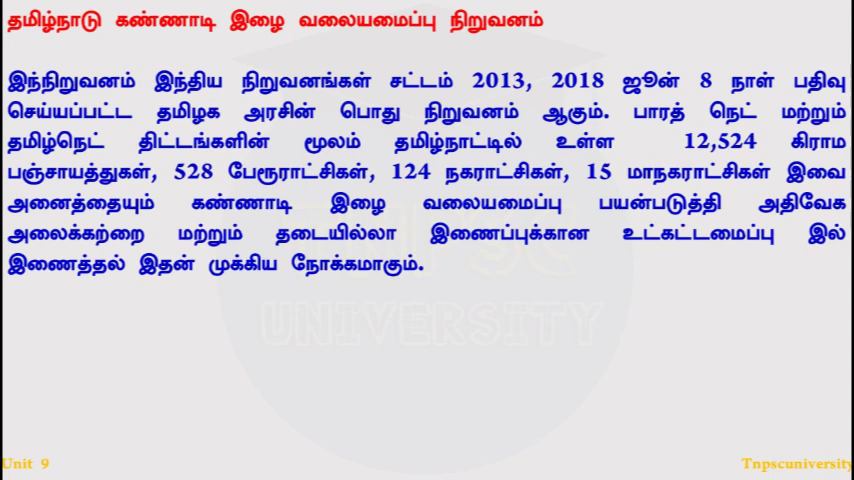 தமிழ்நாடு கண்ணாடி இழை வலையமைப்பு நிறுவனம்
இந்நிறுவனம் இந்திய நிறுவனங்கள் சட்டம் 2013, 2018 ஜூன் 8 நாள் பதிவு
செய்யப்பட்ட தமிழக அரசின் பொது நிறுவனம் ஆகும். பாரத் நெட் மற்றும்
தமிழ்நெட் திட்டங்களின் மூலம் தமிழ்நாட்டில் உள்ள 12,524 கிராம
பஞ்சாயத்துகள், 528 பேரூராட்சிகள், 124 நகராட்சிகள், 15 மாநகராட்சிகள் இவை
அனைத்தையும் கண்ணாடி இழை வலையமைப்பு பயன்படுத்தி அதிவேக
அலைக்கற்றை மற்றும் தடையில்லா இணைப்புக்கான உட்கட்டமைப்பு இல்
இணைத்தல் இதன் முக்கிய நோக்கமாகும்.
TNPSC
UNIVERSITY
Unit 9
Tnpscuniversity